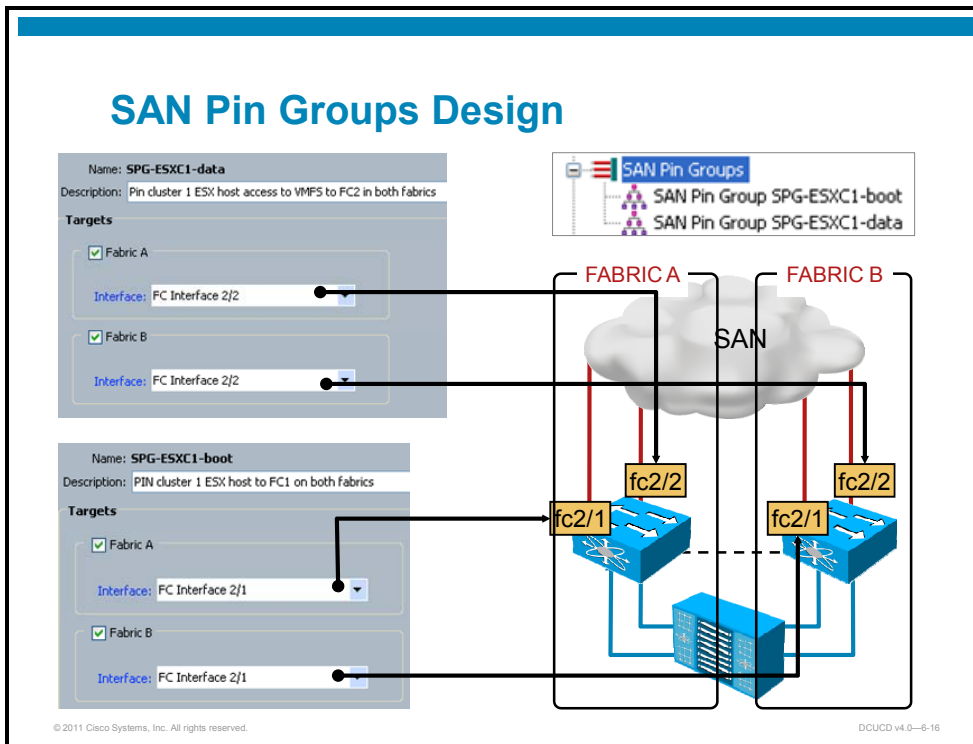 SAN Pin Groups Design
Name: SPG-ESXC1-data
Description: Pin cluster 1 ESX host access to VMFS to FC2 in both fabrics
Targets
Fabric A
Interface: FC Interface 2/2
Fabric B
Interface: FC Interface 2/2
Name: SPG-ESXC1-boot
Description: PIN cluster 1 ESX host to FC1 on both fabrics
Targets
Fabric A
Interface: FC Interface 2/1
Fabric B
Interface: FC Interface 2/1
SAN Pin Groups
SAN Pin Group SPG-ESXC1-boot
SAN Pin Group SPG-ESXC1-data
FABRIC A
FABRIC B
SAN
fc2/2
fc2/2
fc2/1
fc2/1
© 2011 Cisco Systems, Inc. All rights reserved.
DCUCD v4.0—6-16